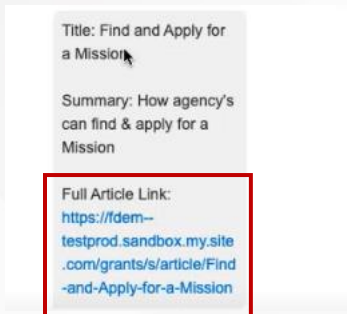 Title: Find and Apply for
a Mission
Summary: How agency's
can find & apply for a
Mission
Full Article Link:
https://fdem--
testprod.sandbox.my.site
.com/grants/s/article/Find
-and-Apply-for-a-Mission